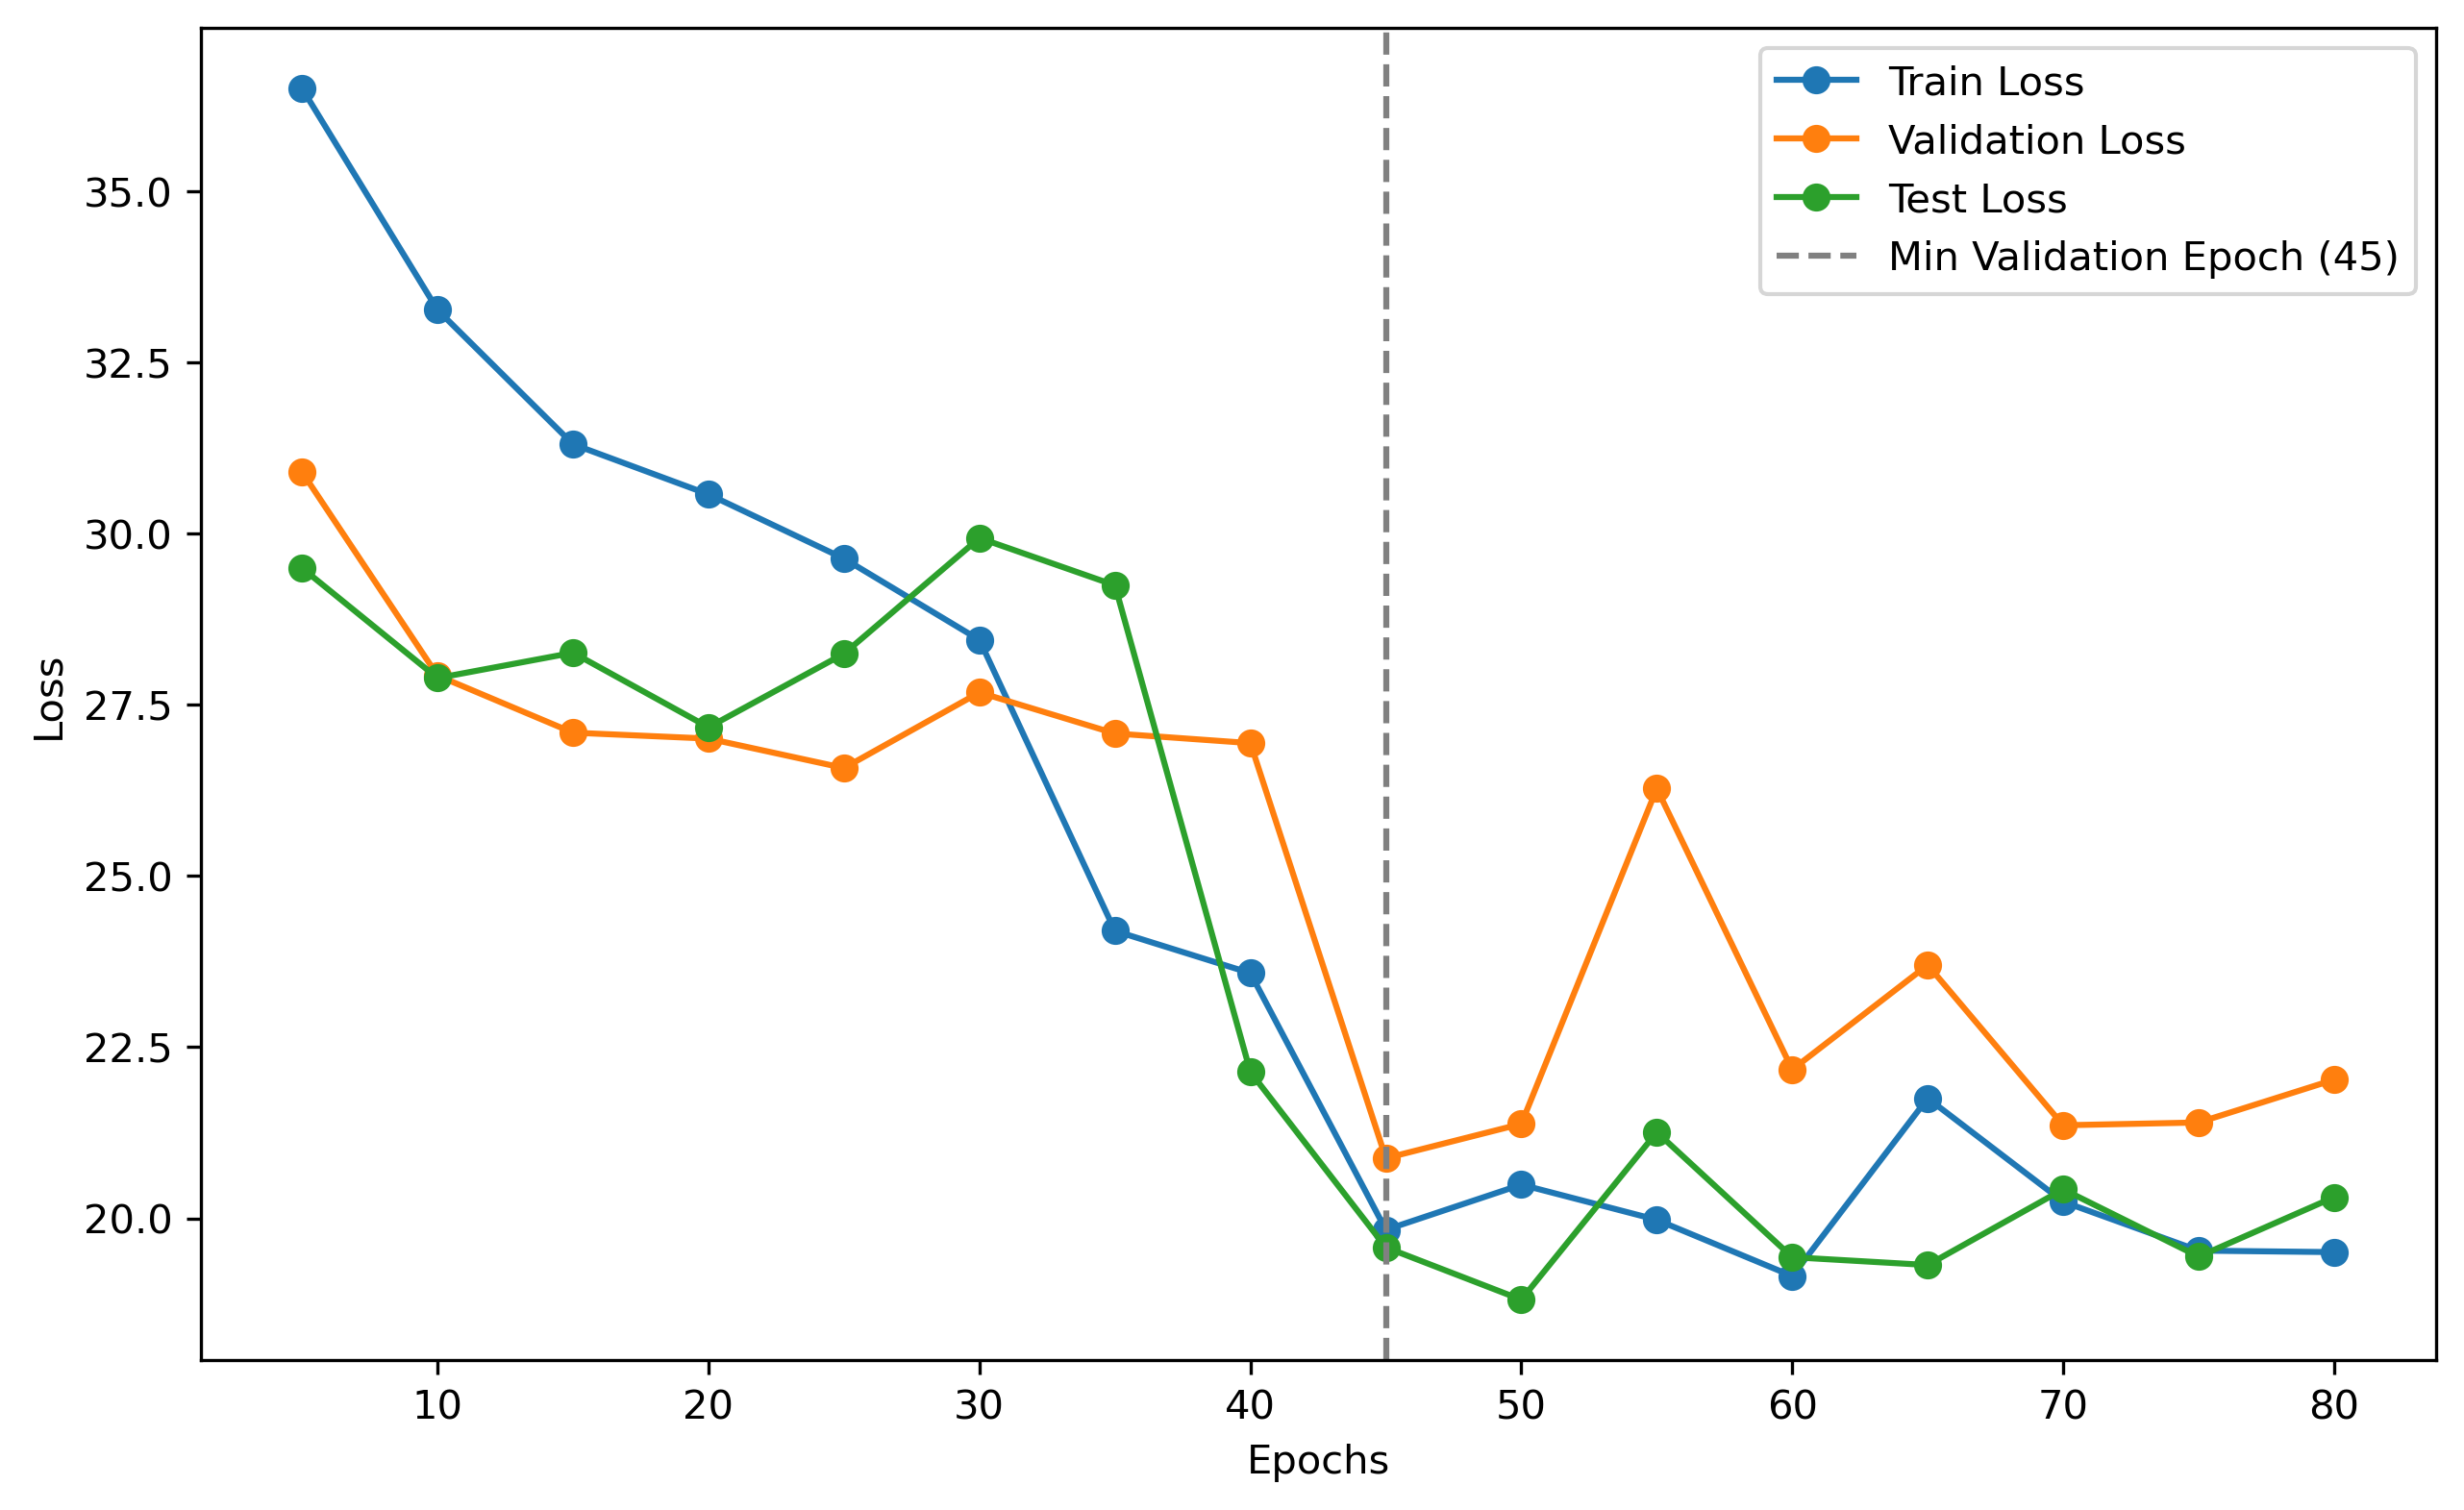 Train Loss
Validation Loss
Test Loss
Min Validation Epoch (45)
35.0
32.5
30.0
27.5
25.0
22.5
20.0
Loss
10 20 30 40 50 60 70 80
Epochs